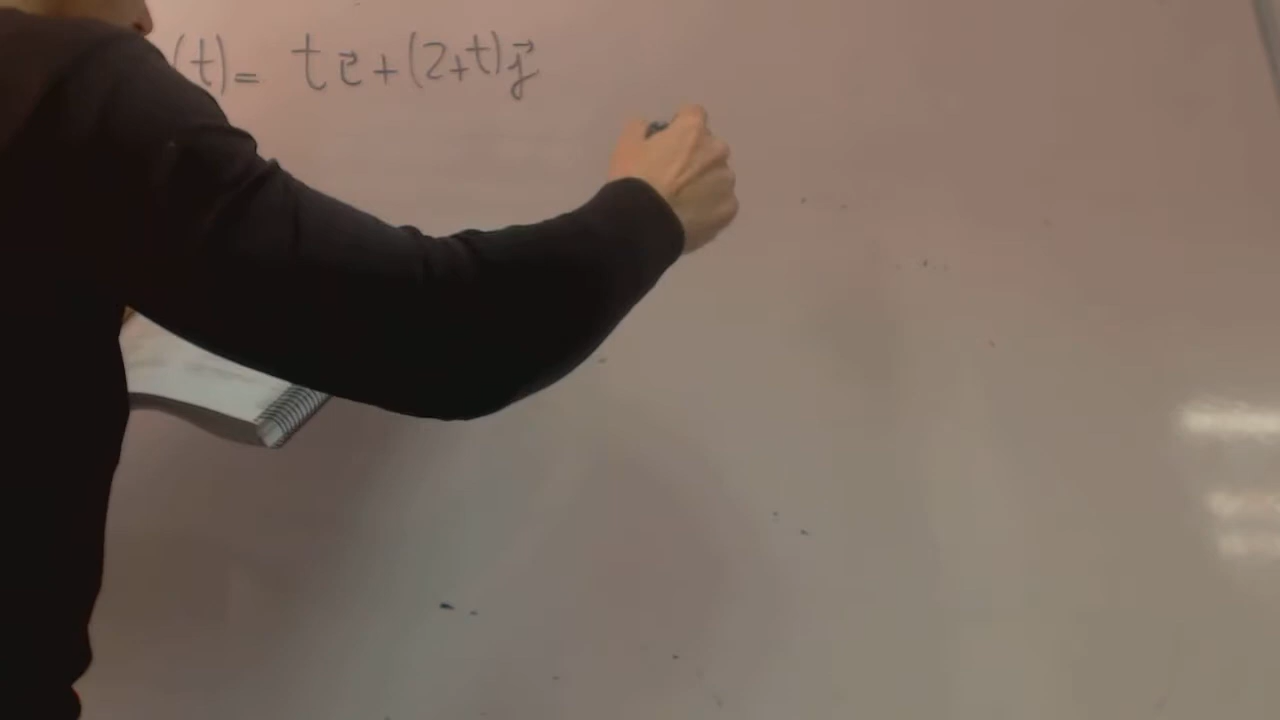 (t) = t i⃗ + (2+t) j⃗